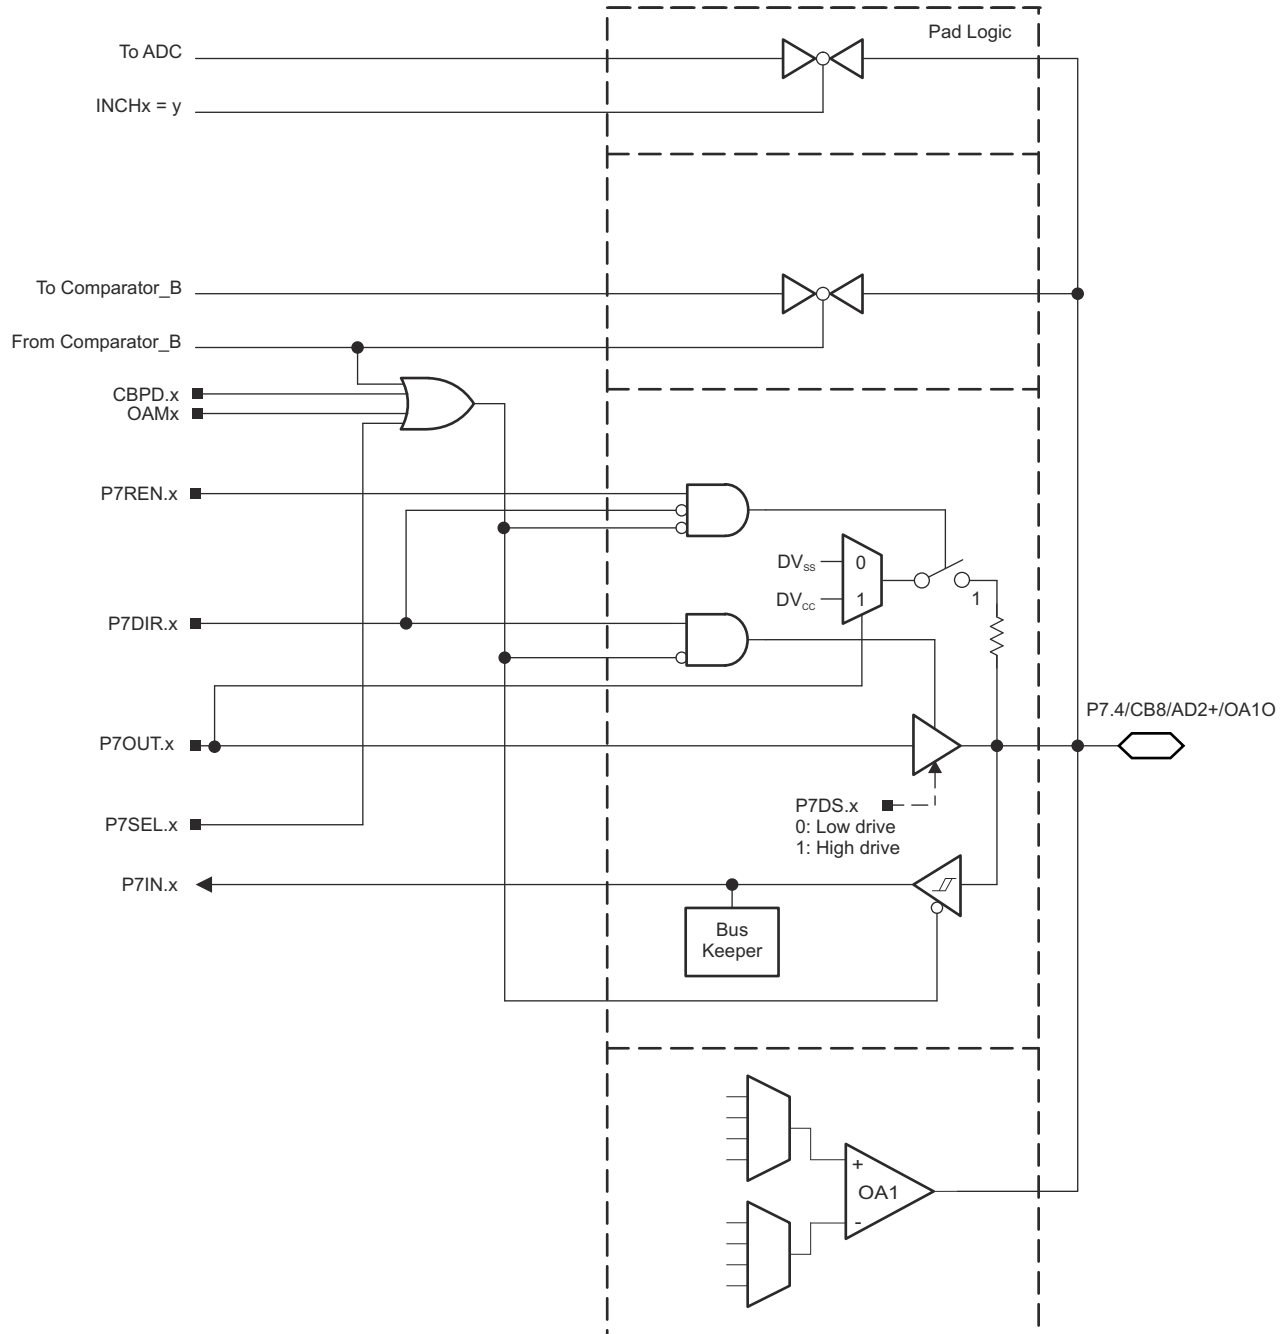 Pad Logic
To ADC
INCHx = y
To Comparator_B
From Comparator_B
CBPD.x
OAMx
P7REN.x
DVSS
0
DVCC
1
1
P7DIR.x
P7.4/CB8/AD2+/OA1O
P7OUT.x
P7DS.x
0: Low drive
1: High drive
P7SEL.x
P7IN.x
Bus
Keeper
+
OA1
-